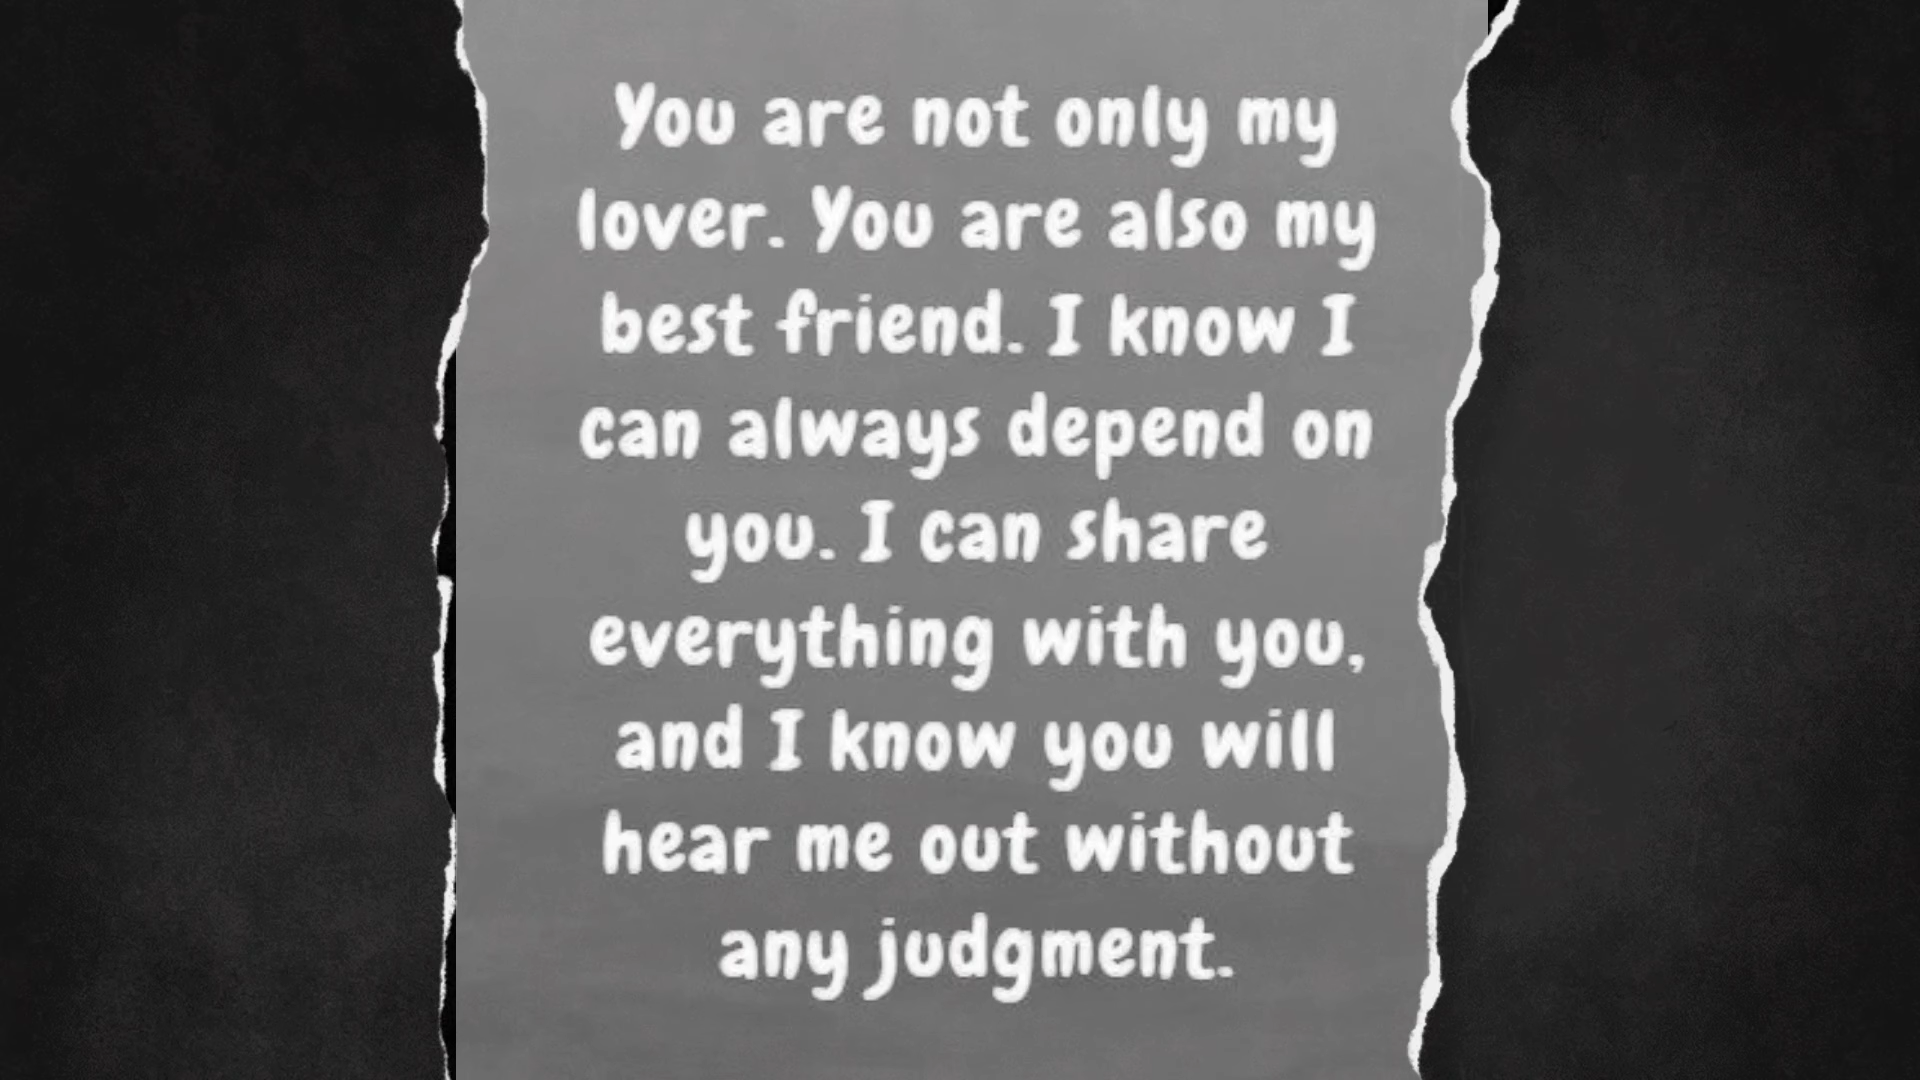 You are not only my
lover. You are also my
best friend. I know I
can always depend on
you. I can share
everything with you,
and I know you will
hear me out without
any judgment.